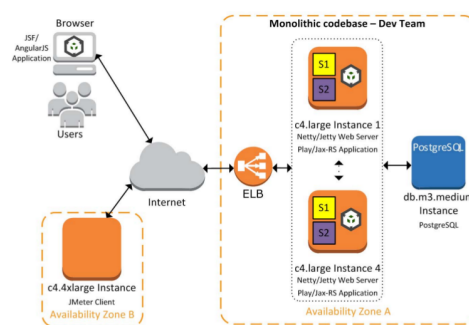 Browser
JSF/
AngularJS
Application
Users
Internet
c4.4xlarge Instance
JMeter Client
Availability Zone B
Monolithic codebase – Dev Team
ELB
S1
S2
c4.large Instance 1
Netty/Jetty Web Server
Play/Jax-RS Application
S1
S2
c4.large Instance 4
Netty/Jetty Web Server
Play/Jax-RS Application
PostgreSQL
db.m3.medium
Instance
PostgreSQL
Availability Zone A